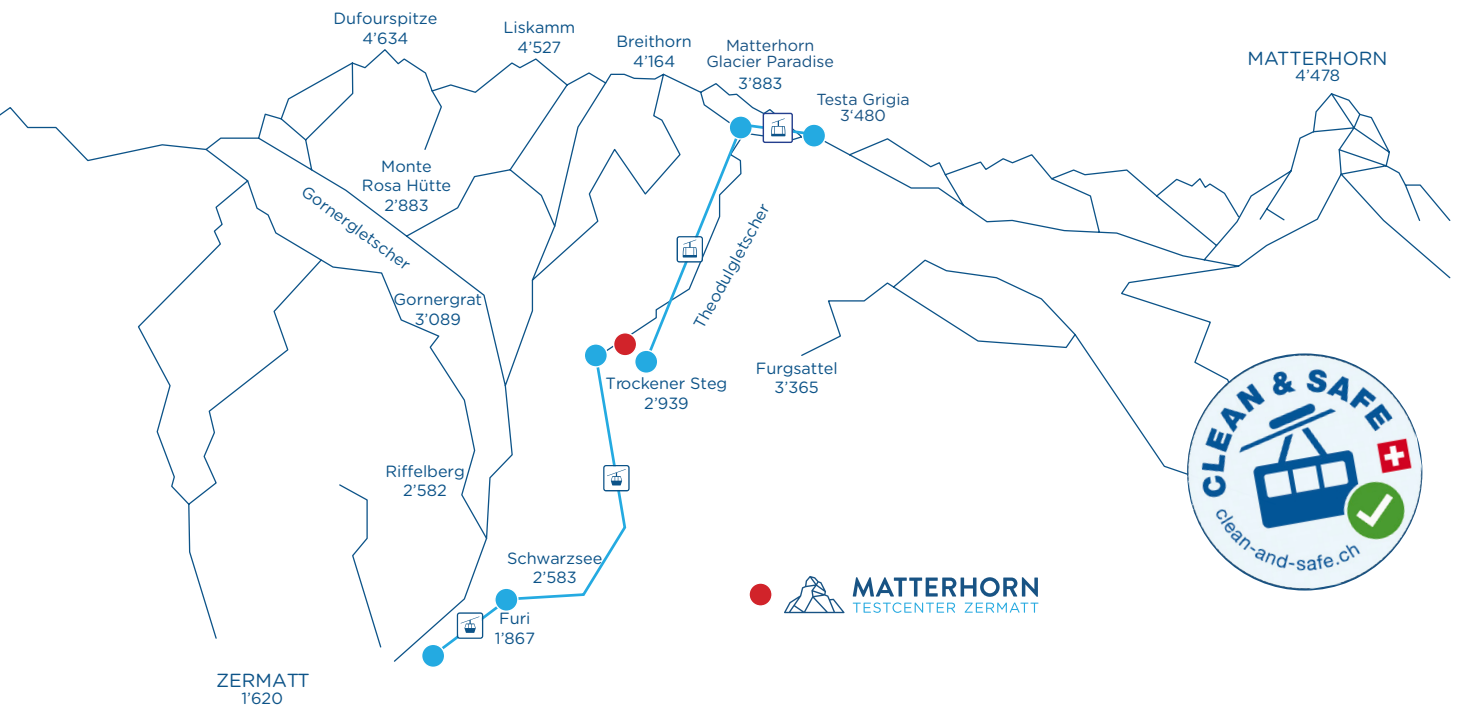 Dufourspitze
4’634
Liskamm
4’527
Breithorn
4’164
Matterhorn
Glacier Paradise
3’883
Testa Grigia
3‘480
MATTERHORN
4’478
Monte
Rosa Hütte
2’883
Gornergletscher
Gornergrat
3’089
Theodulgletscher
Trockener Steg
2’939
Furgsattel
3’365
Riffelberg
2’582
Schwarzsee
2’583
Furi
1’867
ZERMATT
1’620
MATTERHORN
TESTCENTER ZERMATT
CLEAN & SAFE
clean-and-safe.ch